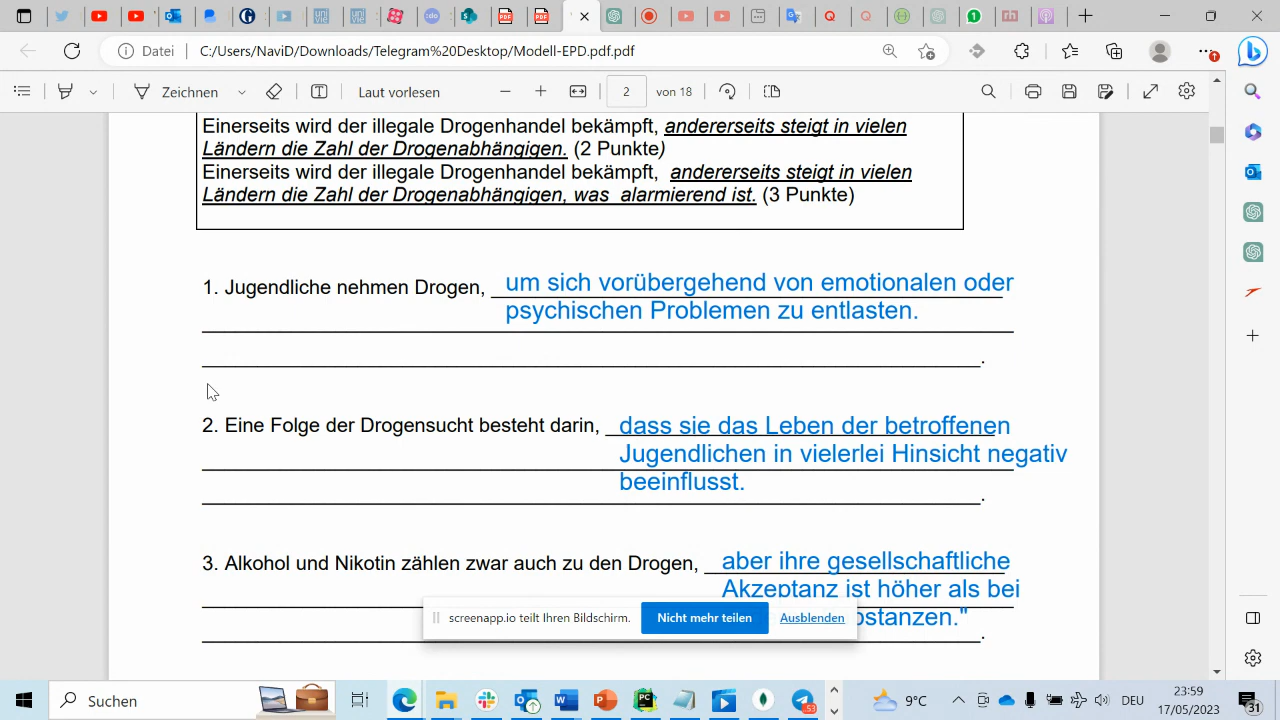 Datei
C:/Users/NaviD/Downloads/Telegram%20Desktop/Modell-EPD.pdf.pdf
Zeichnen
Laut vorlesen
2
von 18
Einerseits wird der illegale Drogenhandel bekämpft, andererseits steigt in vielen
Ländern die Zahl der Drogenabhängigen. (2 Punkte)
Einerseits wird der illegale Drogenhandel bekämpft, andererseits steigt in vielen
Ländern die Zahl der Drogenabhängigen, was alarmierend ist. (3 Punkte)
1. Jugendliche nehmen Drogen, um sich vorübergehend von emotionalen oder
psychischen Problemen zu entlasten.
2. Eine Folge der Drogensucht besteht darin, dass sie das Leben der betroffenen
Jugendlichen in vielerlei Hinsicht negativ
beeinflusst.
3. Alkohol und Nikotin zählen zwar auch zu den Drogen, aber ihre gesellschaftliche
Akzeptanz ist höher als bei
screenapp.io teilt Ihren Bildschirm.
Nicht mehr teilen
Ausblenden
Suchen
9°C
DEU
23:59
17/05/2023